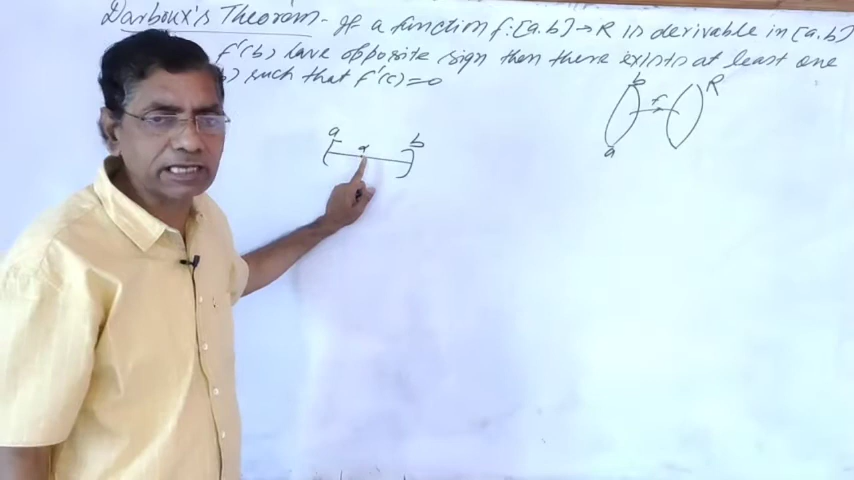 Darboux's Theorem- If a function f:[a.b]→R is derivable in [a.b]
f'(b) have opposite sign then there exists at least one
) such that f'(c)=0
b f R
a
a x b